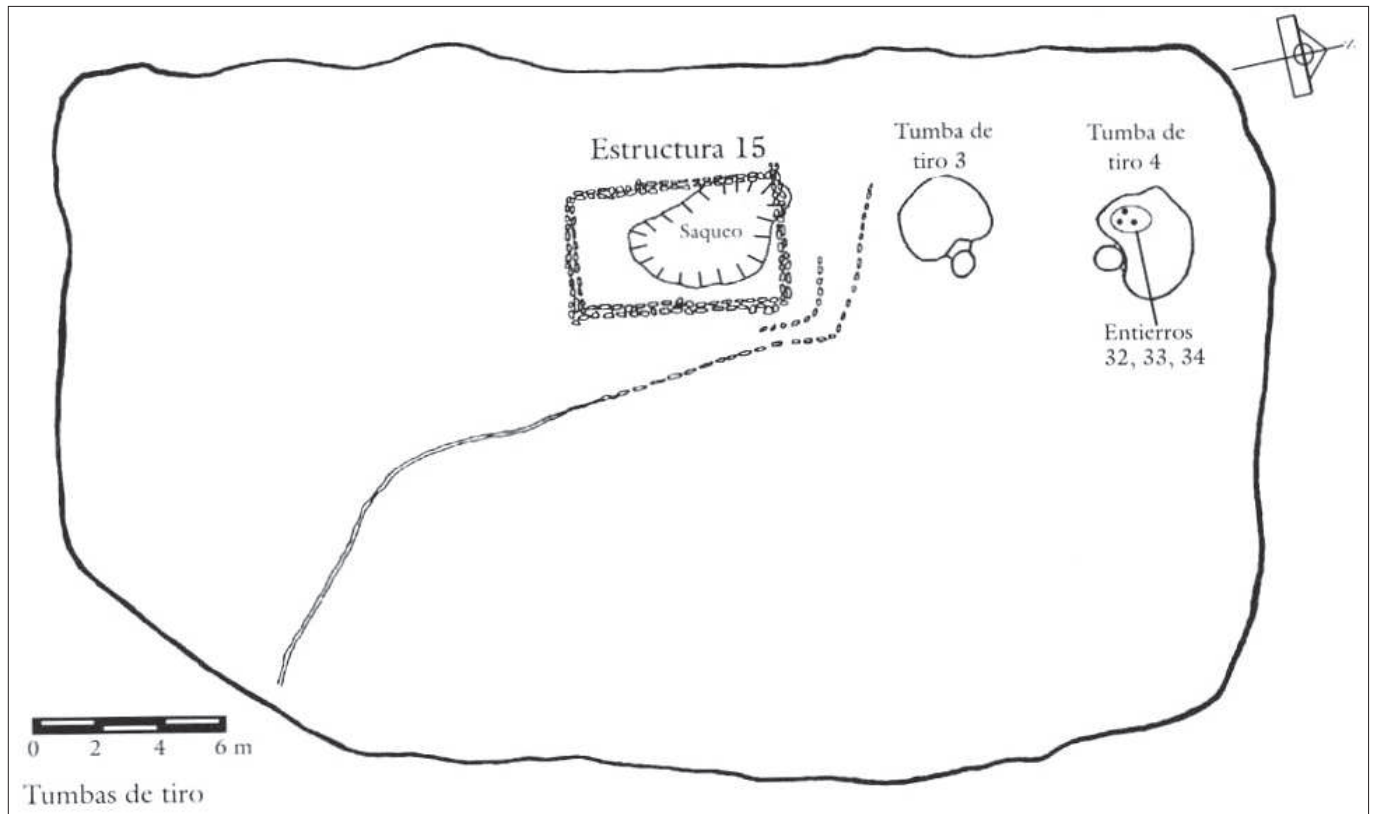 Estructura 15
Saqueo
Tumba de
tiro 3
Tumba de
tiro 4
Entierros
32, 33, 34
0 2 4 6 m
Tumbas de tiro